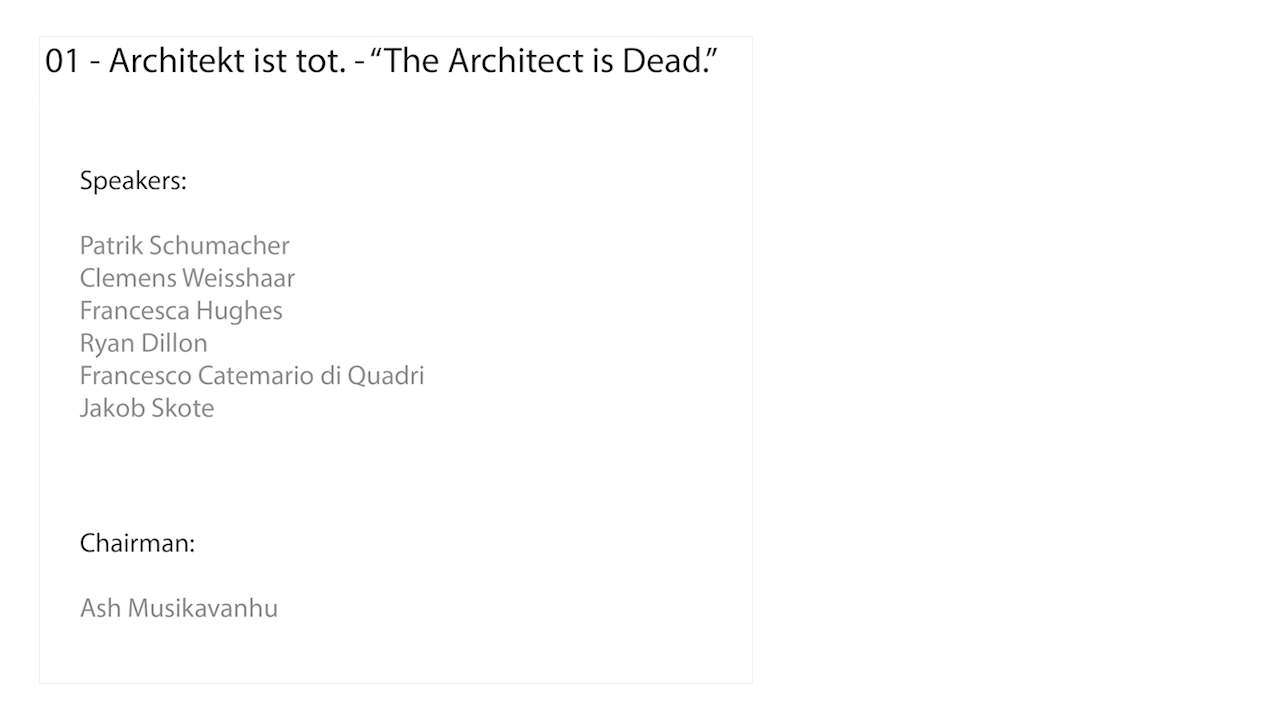 01 - Architekt ist tot. - “The Architect is Dead.”
Speakers:
Patrik Schumacher
Clemens Weisshaar
Francesca Hughes
Ryan Dillon
Francesco Catemario di Quadri
Jakob Skote
Chairman:
Ash Musikavanhu